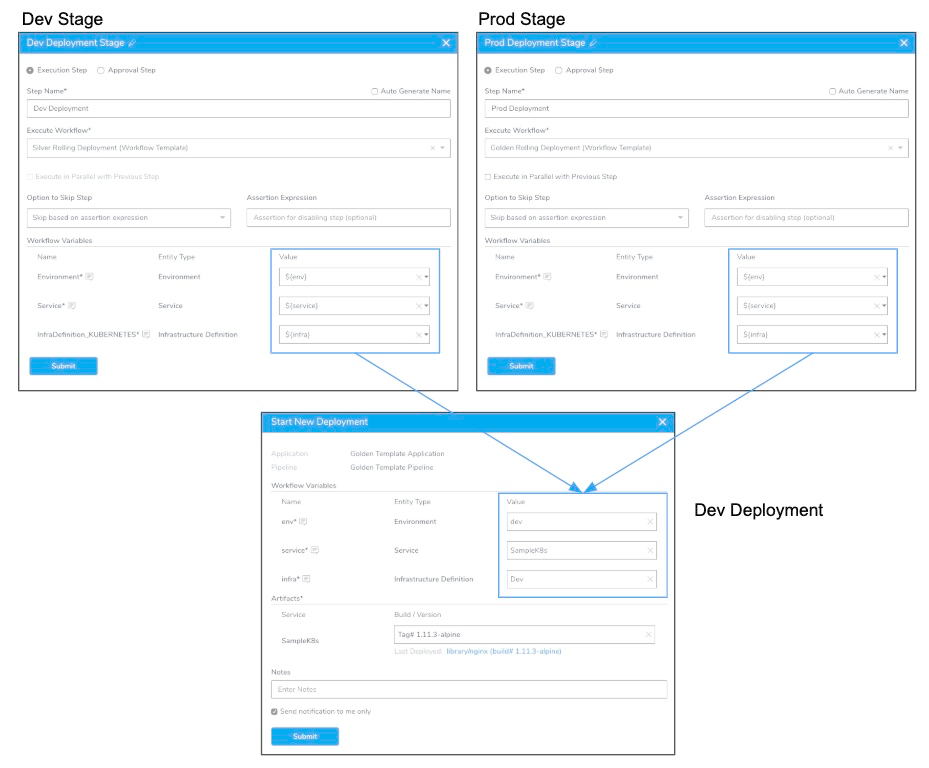 Dev Stage
Dev Deployment Stage
Execution Step Approval Step
Step Name* Auto Generate Name
Dev Deployment
Execute Workflow*
Silver Rolling Deployment (Workflow Template)
Execute in Parallel with Previous Step
Option to Skip Step Assertion Expression
Skip based on assertion expression Assertion for disabling step (optional)
Workflow Variables
Name Entity Type Value
Environment* Environment ${env}
Service* Service ${service}
InfraDefinition_KUBERNETES* Infrastructure Definition ${infra}
Submit
Prod Stage
Prod Deployment Stage
Execution Step Approval Step
Step Name* Auto Generate Name
Prod Deployment
Execute Workflow*
Golden Rolling Deployment (Workflow Template)
Execute in Parallel with Previous Step
Option to Skip Step Assertion Expression
Skip based on assertion expression Assertion for disabling step (optional)
Workflow Variables
Name Entity Type Value
Environment* Environment ${env}
Service* Service ${service}
InfraDefinition_KUBERNETES* Infrastructure Definition ${infra}
Submit
Start New Deployment
Application Golden Template Application
Pipeline Golden Template Pipeline
Workflow Variables
Name Entity Type Value
env* Environment dev
service* Service SampleK8s
infra* Infrastructure Definition Dev
Artifacts*
Service Build / Version
SampleK8s Tag# 1.11.3-alpine
Last Deployed: library/nginx (build# 1.11.3-alpine)
Notes
Enter Notes
Send notification to me only
Submit
Dev Deployment